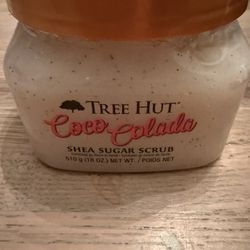 TREE HUT
Coco Colada
SHEA SUGAR SCRUB
510 g (18 OZ.) NET WT. / POIDS NET